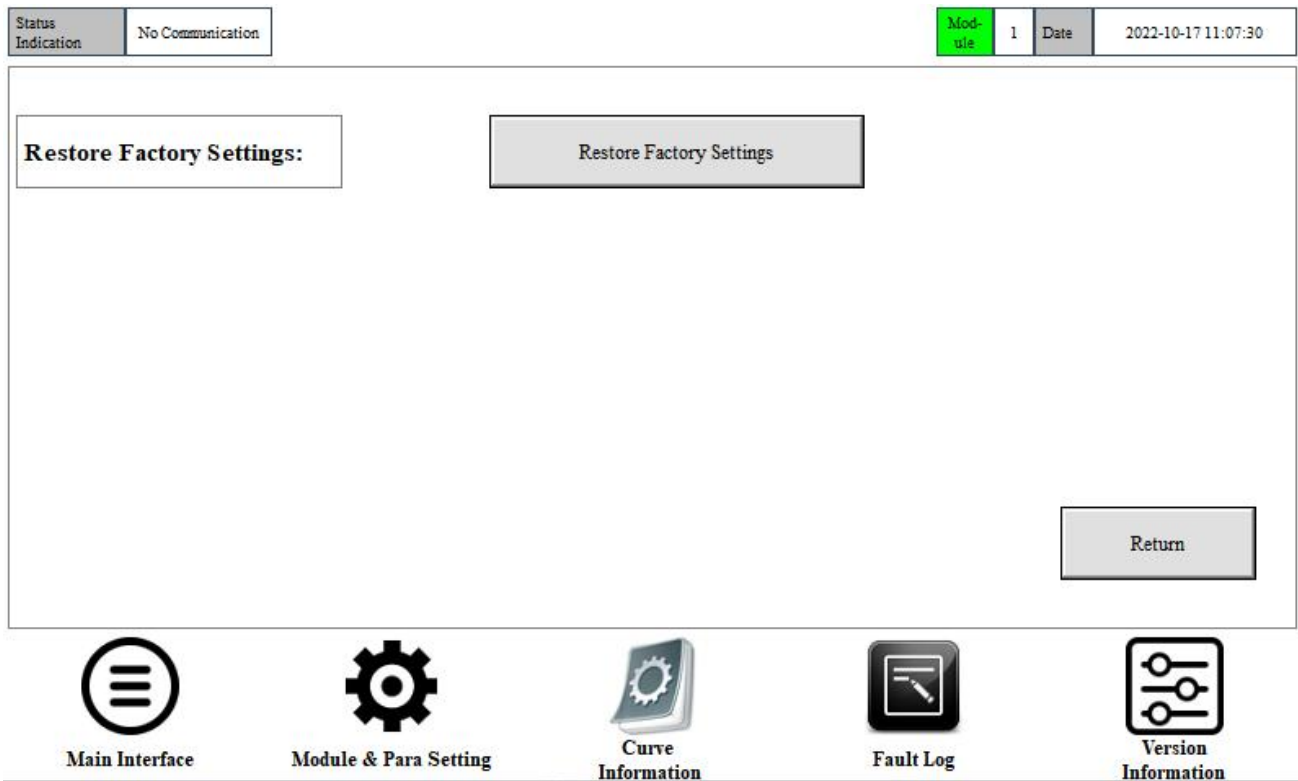 Status
Indication
No Communication
Mod-
ule
1
Date
2022-10-17 11:07:30
Restore Factory Settings:
Restore Factory Settings
Return
Main Interface
Module & Para Setting
Curve
Information
Fault Log
Version
Information